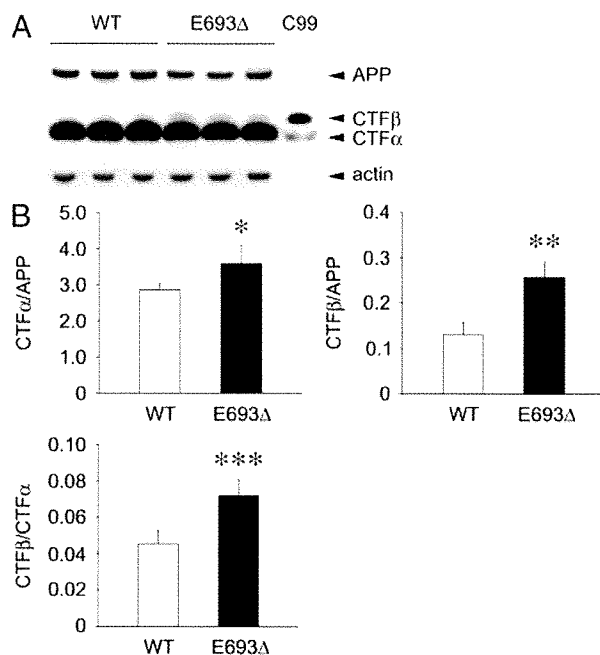 A
WT E693Δ C99
APP
CTFβ
CTFα
actin
B
5.0
4.0
3.0
2.0
1.0
0
CTFα/APP
*
WT E693Δ
0.4
0.3
0.2
0.1
0
CTFβ/APP
**
WT E693Δ
0.10
0.08
0.06
0.04
0.02
0
CTFβ/CTFα
***
WT E693Δ